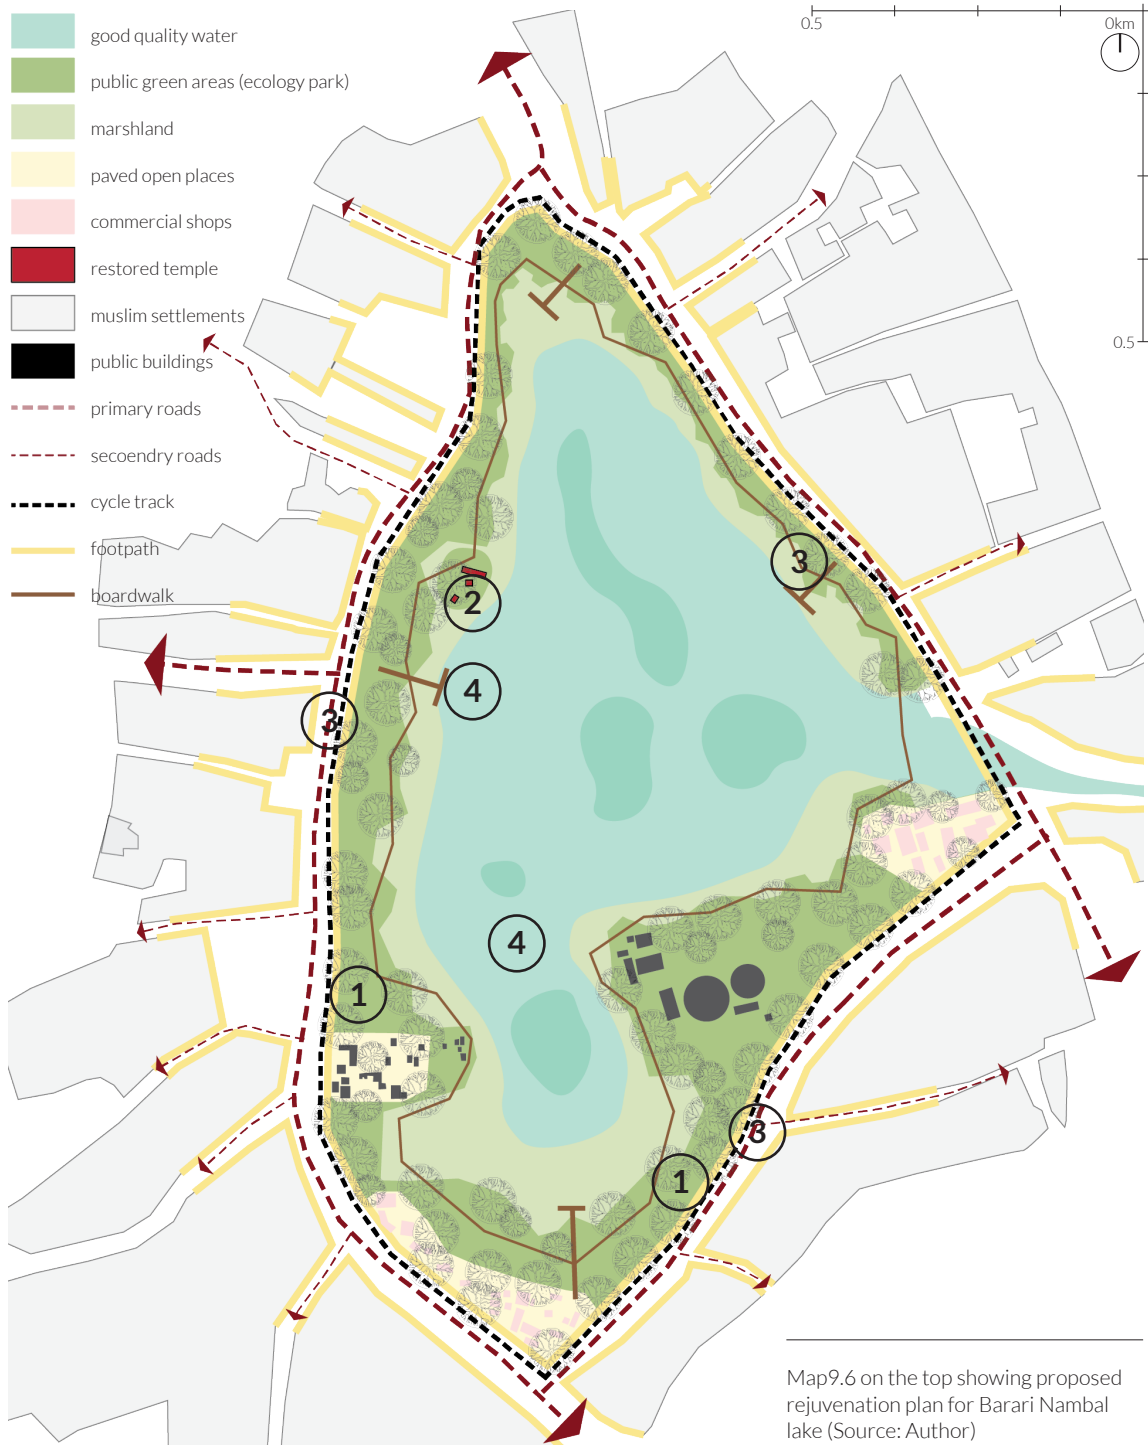 good quality water
public green areas (ecology park)
marshland
paved open places
commercial shops
restored temple
muslim settlements
public buildings
primary roads
secoendry roads
cycle track
footpath
boardwalk
0.5
0km
0.5
3
2
4
3
4
1
3
1
Map9.6 on the top showing proposed
rejuvenation plan for Barari Nambal
lake (Source: Author)